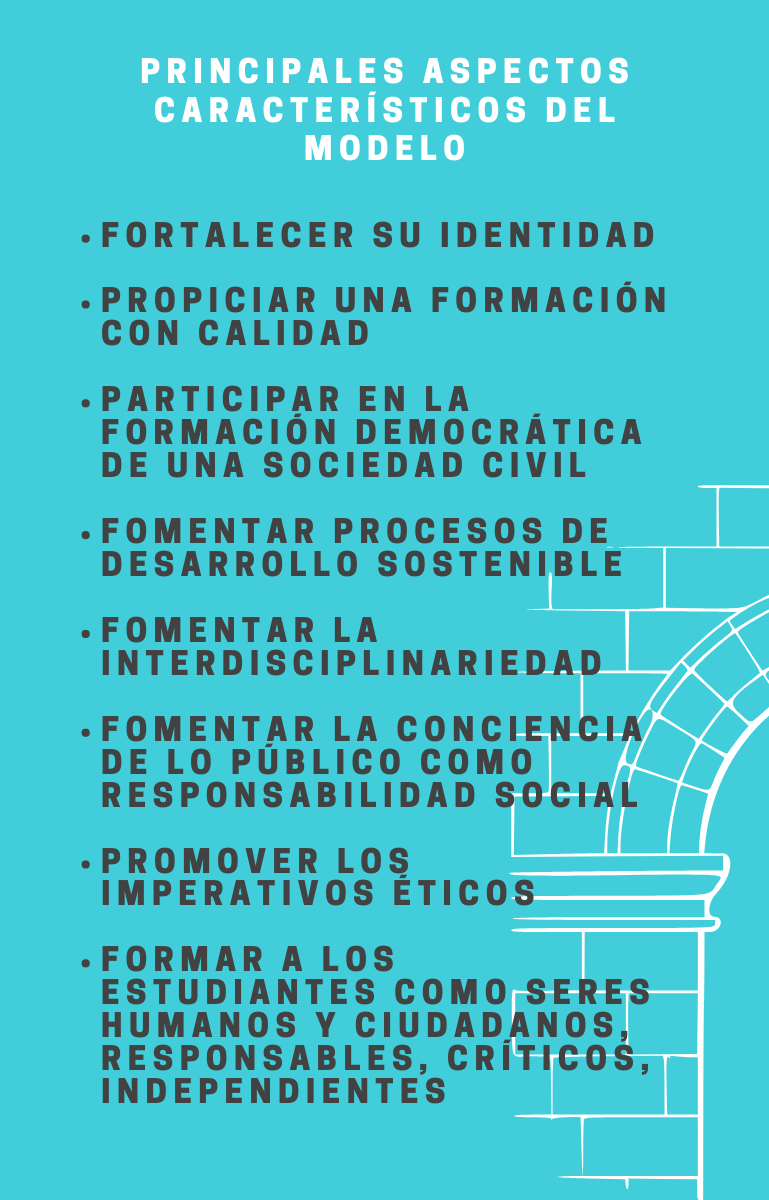 PRINCIPALES ASPECTOS
CARACTERÍSTICOS DEL
MODELO
• FORTALECER SU IDENTIDAD
• PROPICIAR UNA FORMACIÓN
CON CALIDAD
• PARTICIPAR EN LA
FORMACIÓN DEMOCRÁTICA
DE UNA SOCIEDAD CIVIL
• FOMENTAR PROCESOS DE
DESARROLLO SOSTENIBLE
• FOMENTAR LA
INTERDISCIPLINARIEDAD
• FOMENTAR LA CONCIENCIA
DE LO PÚBLICO COMO
RESPONSABILIDAD SOCIAL
• PROMOVER LOS
IMPERATIVOS ÉTICOS
• FORMAR A LOS
ESTUDIANTES COMO SERES
HUMANOS Y CIUDADANOS,
RESPONSABLES, CRÍTICOS,
INDEPENDIENTES